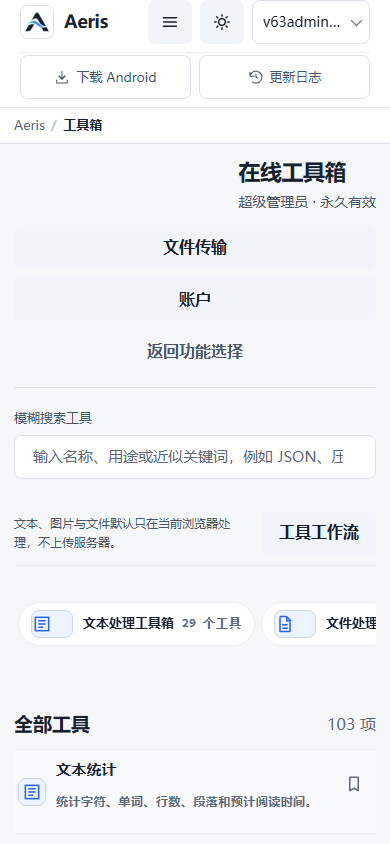 Aeris
v63admin...
下载 Android
更新日志
Aeris / 工具箱
在线工具箱
超级管理员 · 永久有效
文件传输
账户
返回功能选择
模糊搜索工具
输入名称、用途或近似关键词，例如 JSON、压
文本、图片与文件默认只在当前浏览器处
理，不上传服务器。
工具工作流
文本处理工具箱 29 个工具
文件处理
全部工具
103 项
文本统计
统计字符、单词、行数、段落和预计阅读时间。